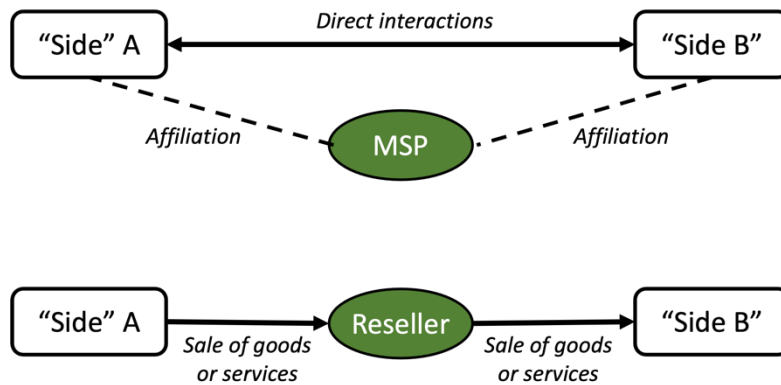 Direct interactions
“Side” A
“Side B”
Affiliation
MSP
Affiliation
“Side” A
Reseller
“Side B”
Sale of goods
or services
Sale of goods
or services